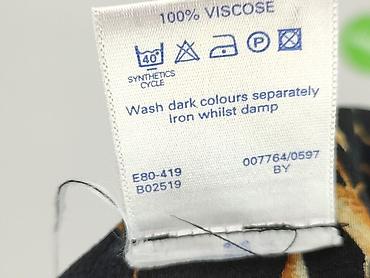 100% VISCOSE
40°
P
SYNTHETICS
CYCLE
Wash dark colours separately
Iron whilst damp
E80-419
B02519
007764/0597
BY